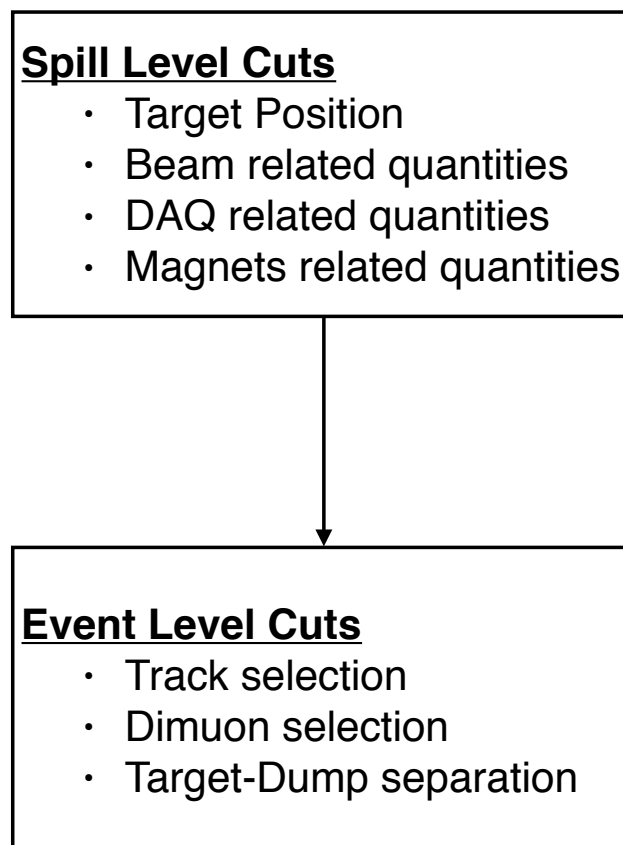 Spill Level Cuts
· Target Position
· Beam related quantities
· DAQ related quantities
· Magnets related quantities
Event Level Cuts
· Track selection
· Dimuon selection
· Target-Dump separation